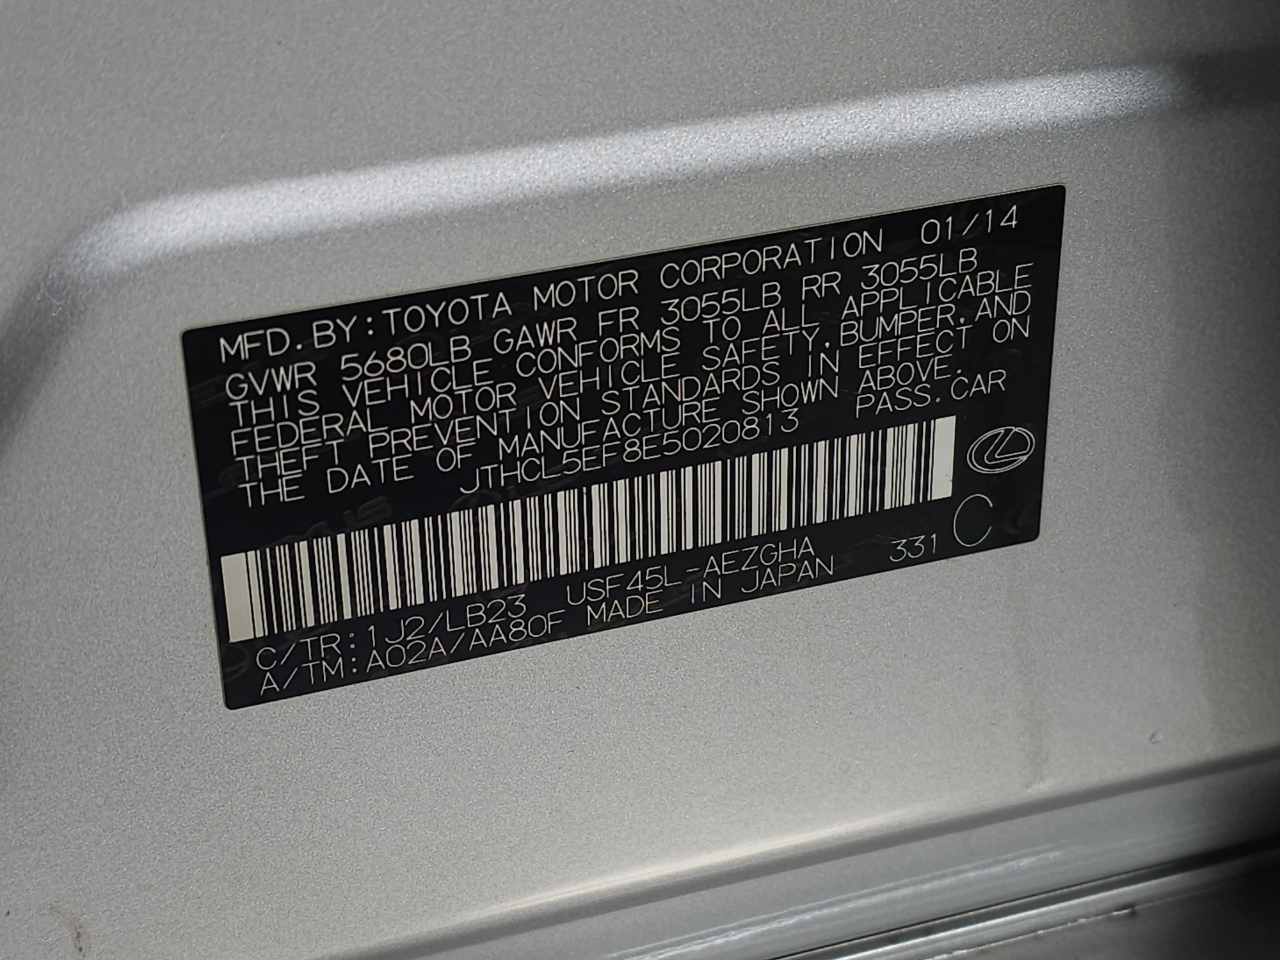 MFD.BY:TOYOTA MOTOR CORPORATION 01/14
GVWR 5680LB GAWR FR 3055LB RR 3055LB
THIS VEHICLE CONFORMS TO ALL APPLICABLE
FEDERAL MOTOR VEHICLE SAFETY,BUMPER,AND
THEFT PREVENTION STANDARDS IN EFFECT ON
THE DATE OF MANUFACTURE SHOWN ABOVE.
JTHCL5EF8E5020813 PASS.CAR
C/TR:1J2/LB23 USF45L-AEZGHA 331 C
A/TM:A02A/AA80F MADE IN JAPAN